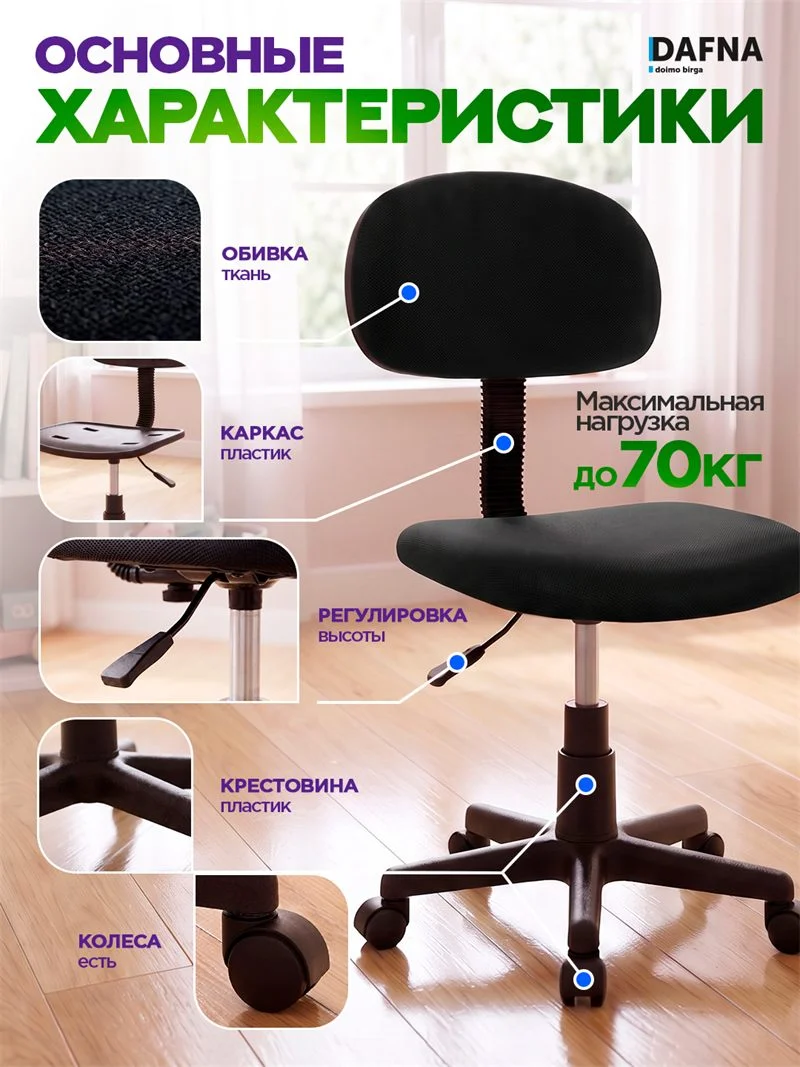 ОСНОВНЫЕ
DAFNA
doimo birga
ХАРАКТЕРИСТИКИ
ОБИВКА
ткань
КАРКАС
пластик
Максимальная
нагрузка
до 70кг
РЕГУЛИРОВКА
высоты
КРЕСТОВИНА
пластик
КОЛЕСА
есть